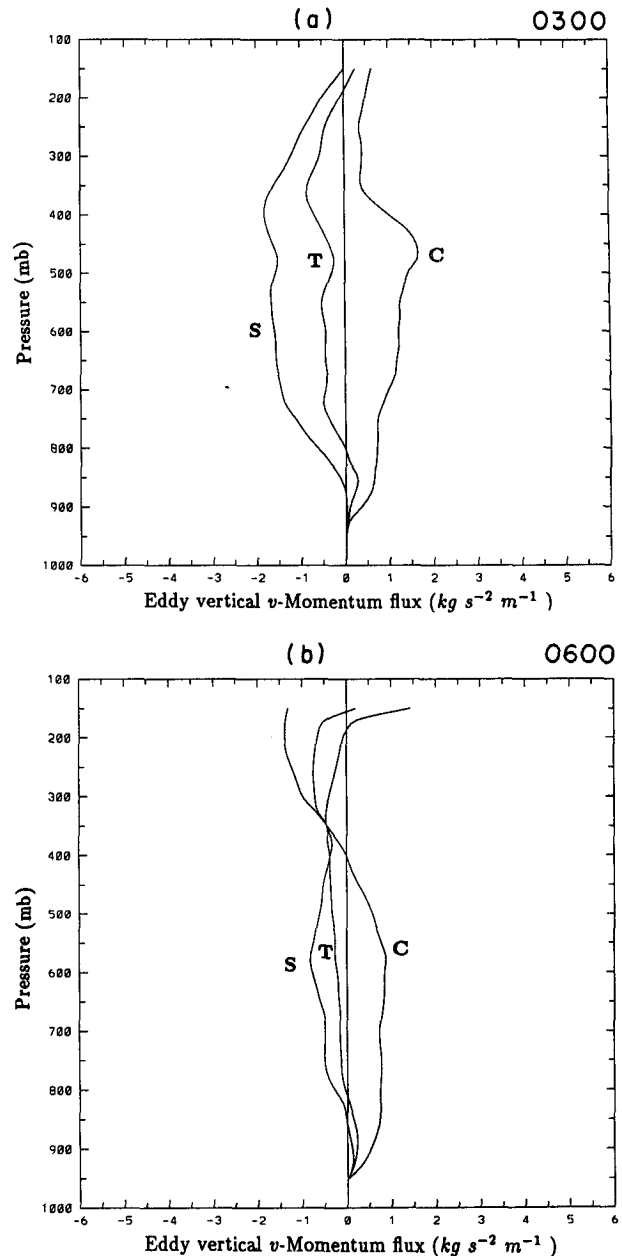 (a) 0300
100
200
300
400
500
600
700
800
900
1000
Pressure (mb)
S T C
-6 -5 -4 -3 -2 -1 0 1 2 3 4 5 6
Eddy vertical v-Momentum flux (kg s⁻² m⁻¹ )
(b) 0600
100
200
300
400
500
600
700
800
900
1000
Pressure (mb)
S T C
-6 -5 -4 -3 -2 -1 0 1 2 3 4 5 6
Eddy vertical v-Momentum flux (kg s⁻² m⁻¹ )